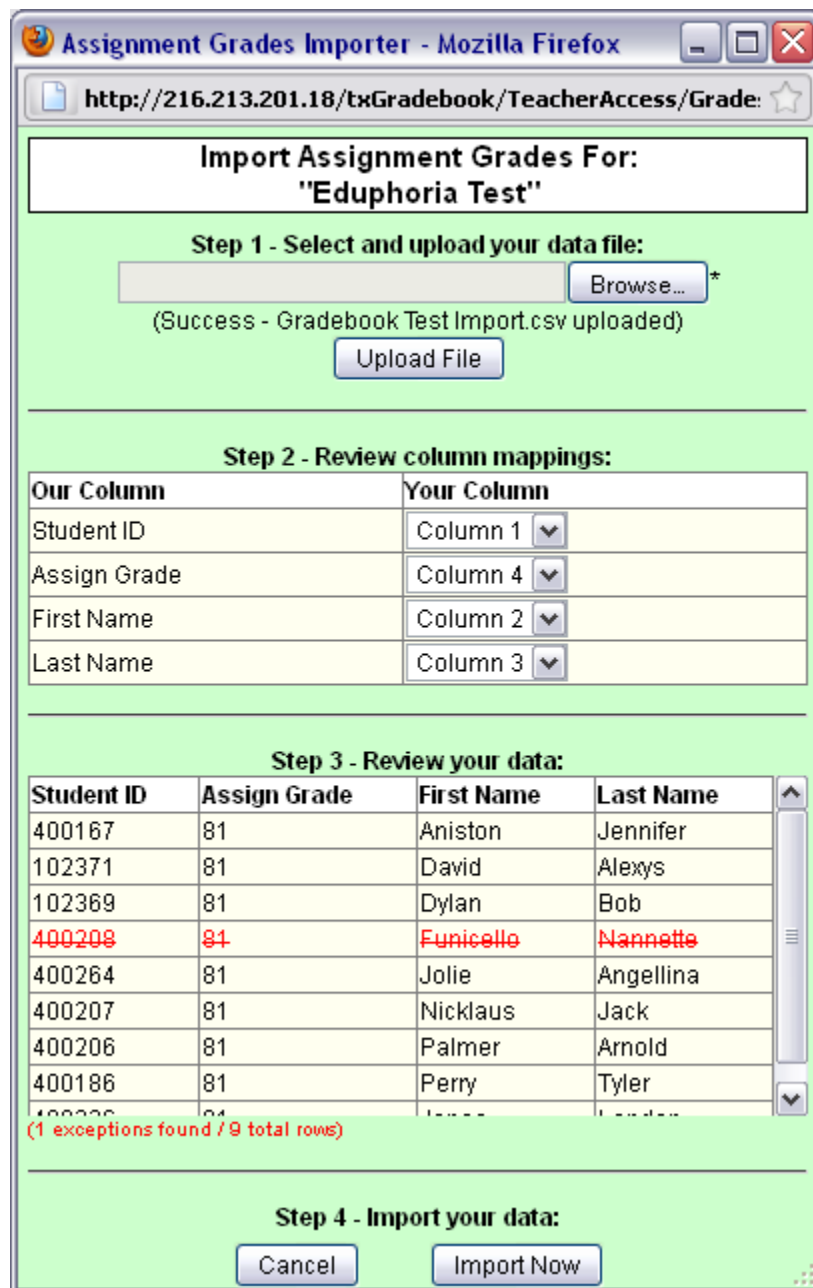 Assignment Grades Importer - Mozilla Firefox
http://216.213.201.18/txGradebook/TeacherAccess/Grade
Import Assignment Grades For:
"Eduphoria Test"
Step 1 - Select and upload your data file:
Browse... *
(Success - Gradebook Test Import.csv uploaded)
Upload File
Step 2 - Review column mappings:
Our Column Your Column
Student ID Column 1
Assign Grade Column 4
First Name Column 2
Last Name Column 3
Step 3 - Review your data:
Student ID Assign Grade First Name Last Name
400167 81 Aniston Jennifer
102371 81 David Alexys
102369 81 Dylan Bob
400208 81 Funicello Nannette
400264 81 Jolie Angellina
400207 81 Nicklaus Jack
400206 81 Palmer Arnold
400186 81 Perry Tyler
(1 exceptions found / 9 total rows)
Step 4 - Import your data:
Cancel Import Now